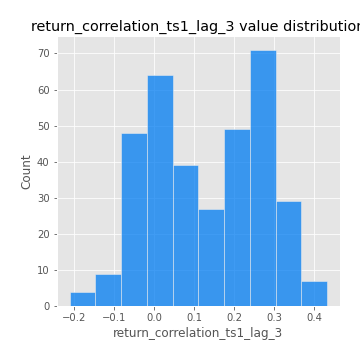 return_correlation_ts1_lag_3 value distribution
70
60
50
40
30
20
10
0
Count
−0.2 −0.1 0.0 0.1 0.2 0.3 0.4
return_correlation_ts1_lag_3